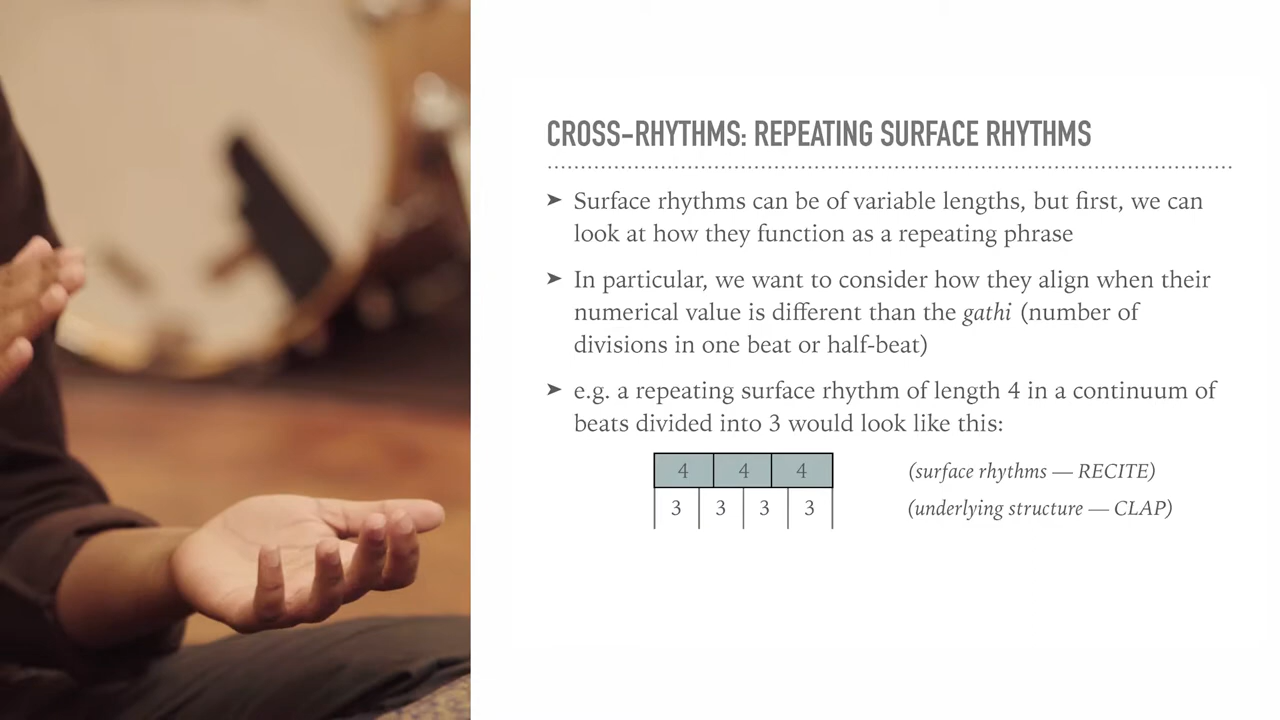 CROSS-RHYTHMS: REPEATING SURFACE RHYTHMS
➤ Surface rhythms can be of variable lengths, but first, we can
look at how they function as a repeating phrase
➤ In particular, we want to consider how they align when their
numerical value is different than the gathi (number of
divisions in one beat or half-beat)
➤ e.g. a repeating surface rhythm of length 4 in a continuum of
beats divided into 3 would look like this:
4 4 4 (surface rhythms — RECITE)
3 3 3 3 (underlying structure — CLAP)